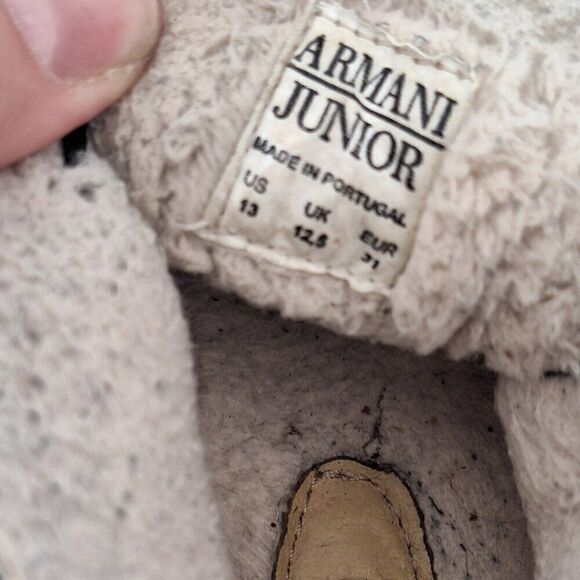 ARMANI
JUNIOR
MADE IN PORTUGAL
US UK EUR
13 12.5 31